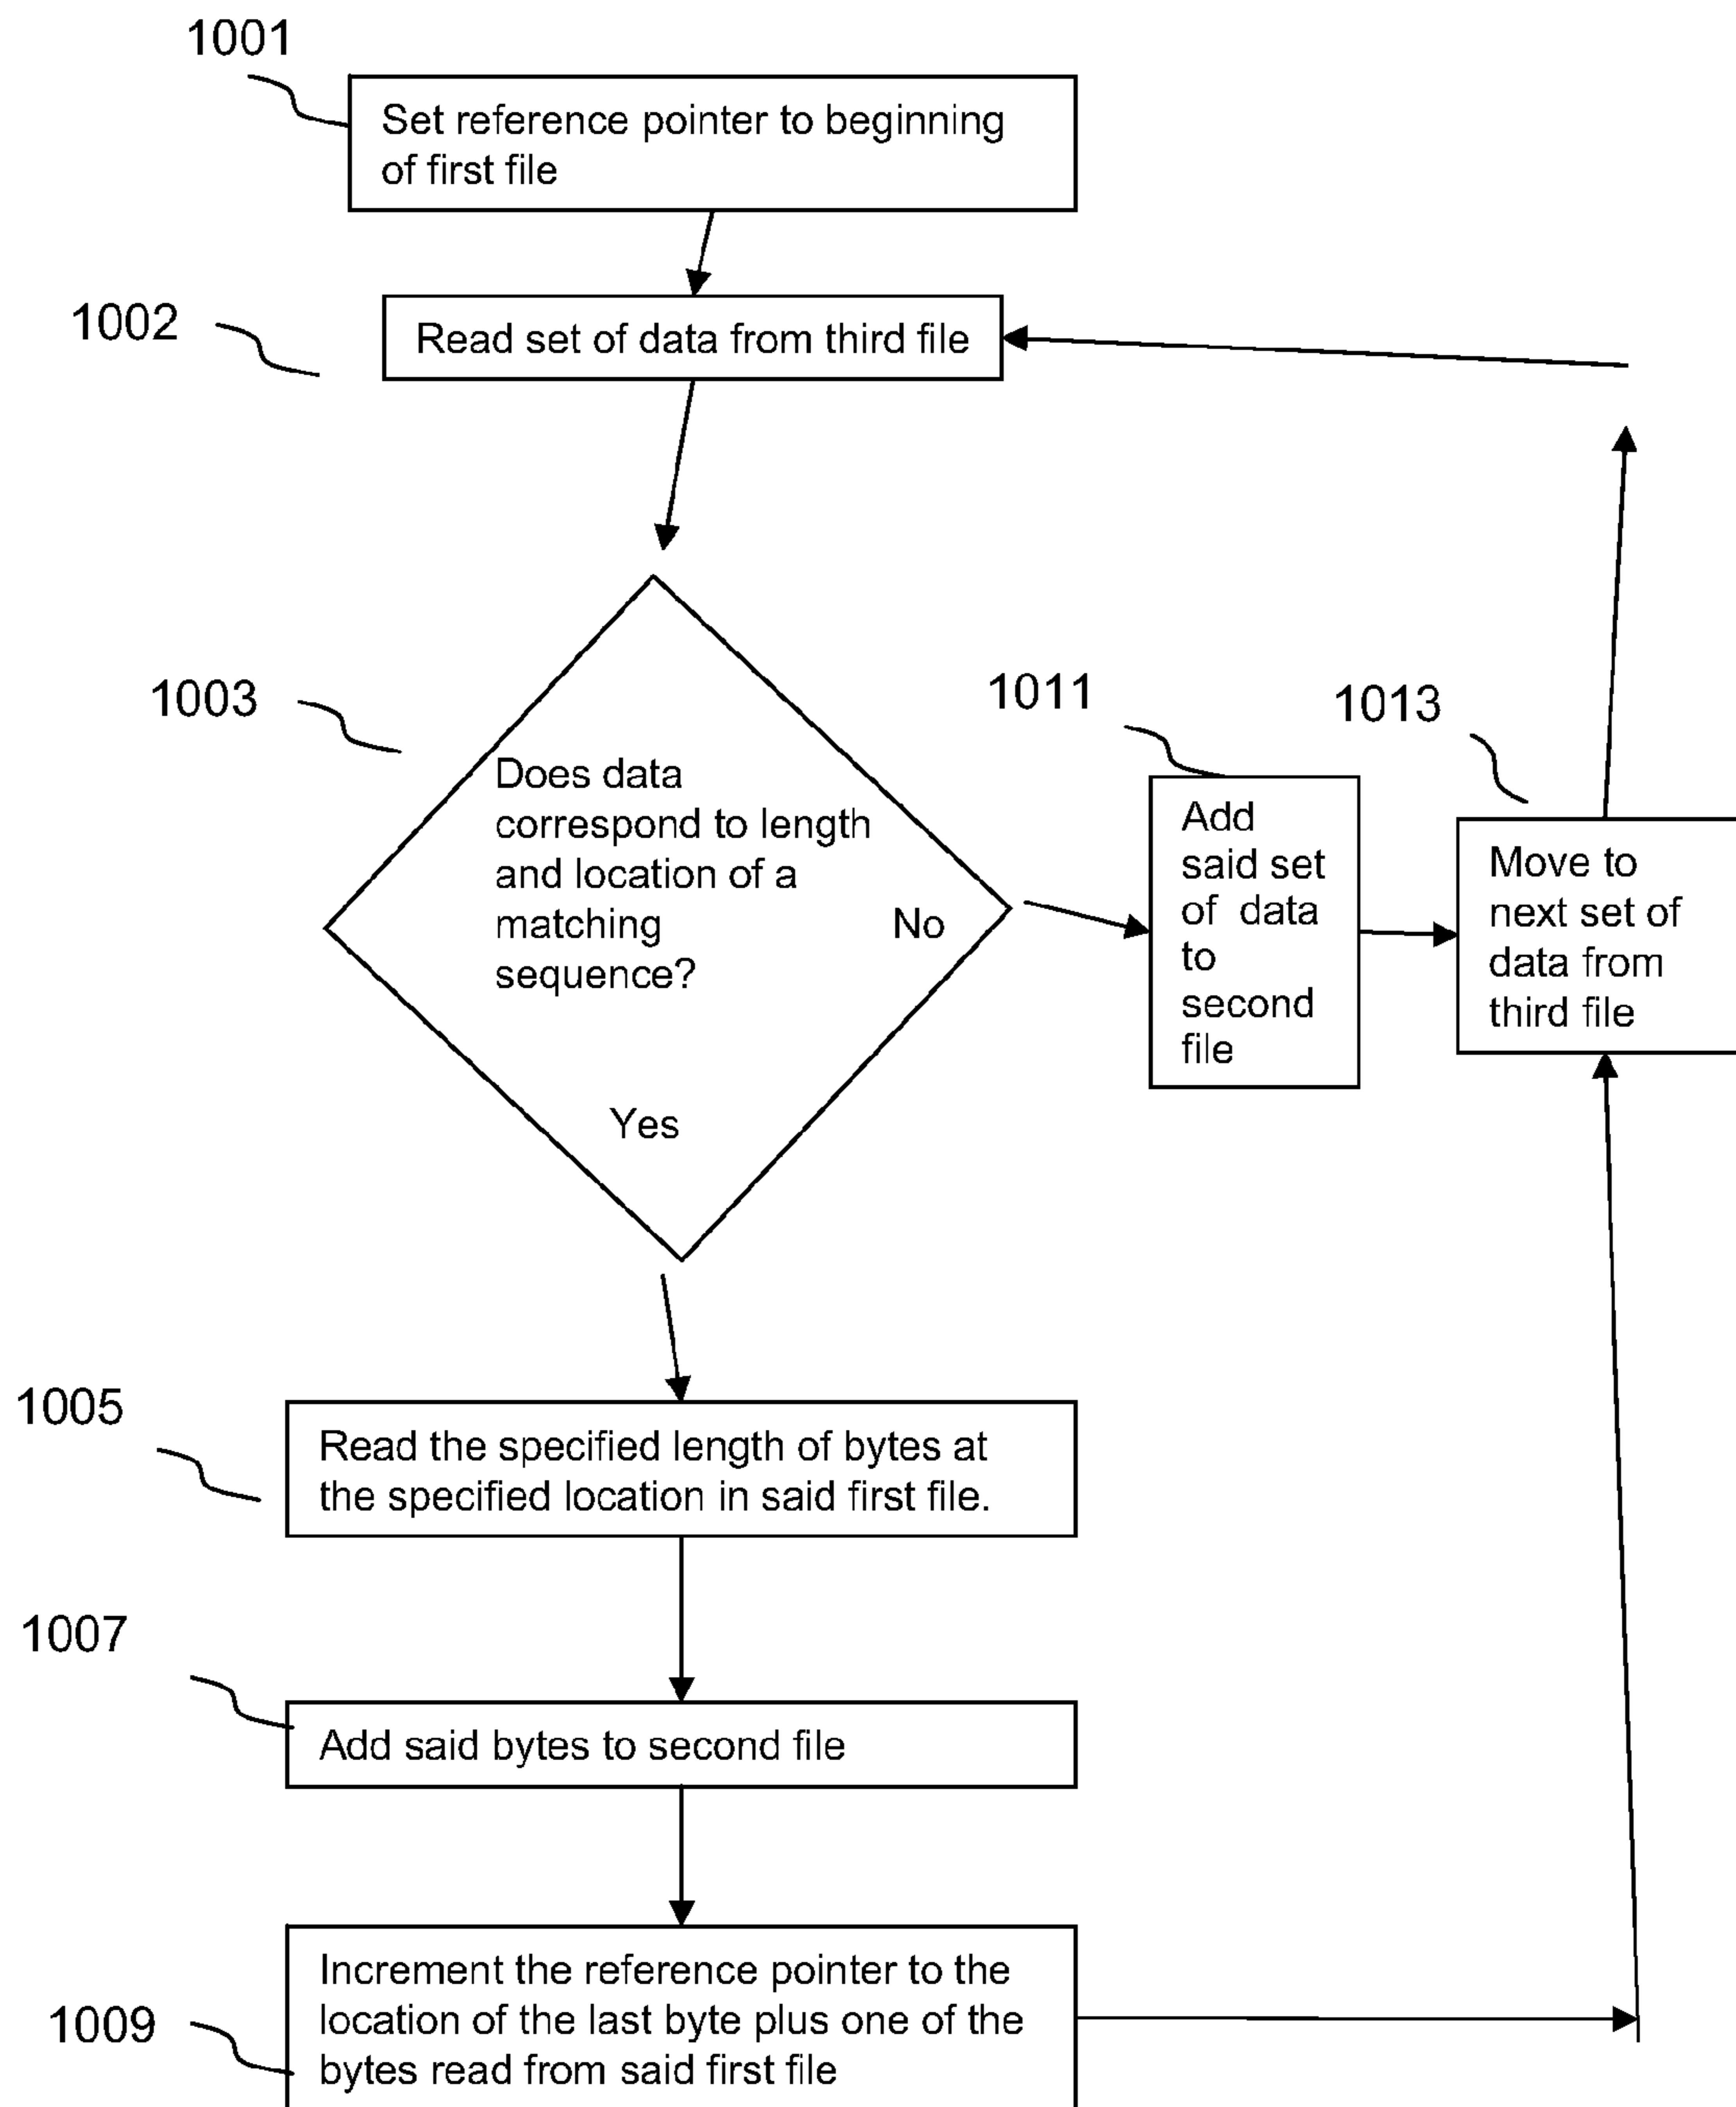 1001
Set reference pointer to beginning
of first file
1002
Read set of data from third file
1003
Does data
correspond to length
and location of a
matching
sequence?
No
Yes
1011
Add
said set
of data
to
second
file
1013
Move to
next set of
data from
third file
1005
Read the specified length of bytes at
the specified location in said first file.
1007
Add said bytes to second file
1009
Increment the reference pointer to the
location of the last byte plus one of the
bytes read from said first file